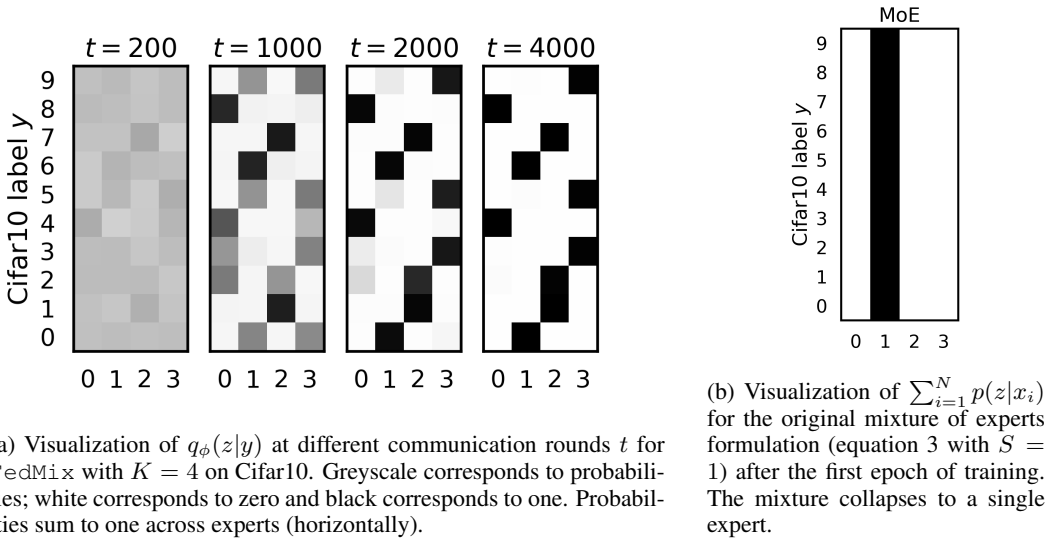 t = 200 t = 1000 t = 2000 t = 4000
Cifar10 label y
9
8
7
6
5
4
3
2
1
0
0 1 2 3 0 1 2 3 0 1 2 3 0 1 2 3
a) Visualization of qϕ(z|y) at different communication rounds t for
edMix with K = 4 on Cifar10. Greyscale corresponds to probabili-
es; white corresponds to zero and black corresponds to one. Probabil-
ties sum to one across experts (horizontally).
MoE
Cifar10 label y
9
8
7
6
5
4
3
2
1
0
0 1 2 3
(b) Visualization of ∑ᴺᵢ₌₁ p(z|xᵢ)
for the original mixture of experts
formulation (equation 3 with S =
1) after the first epoch of training.
The mixture collapses to a single
expert.